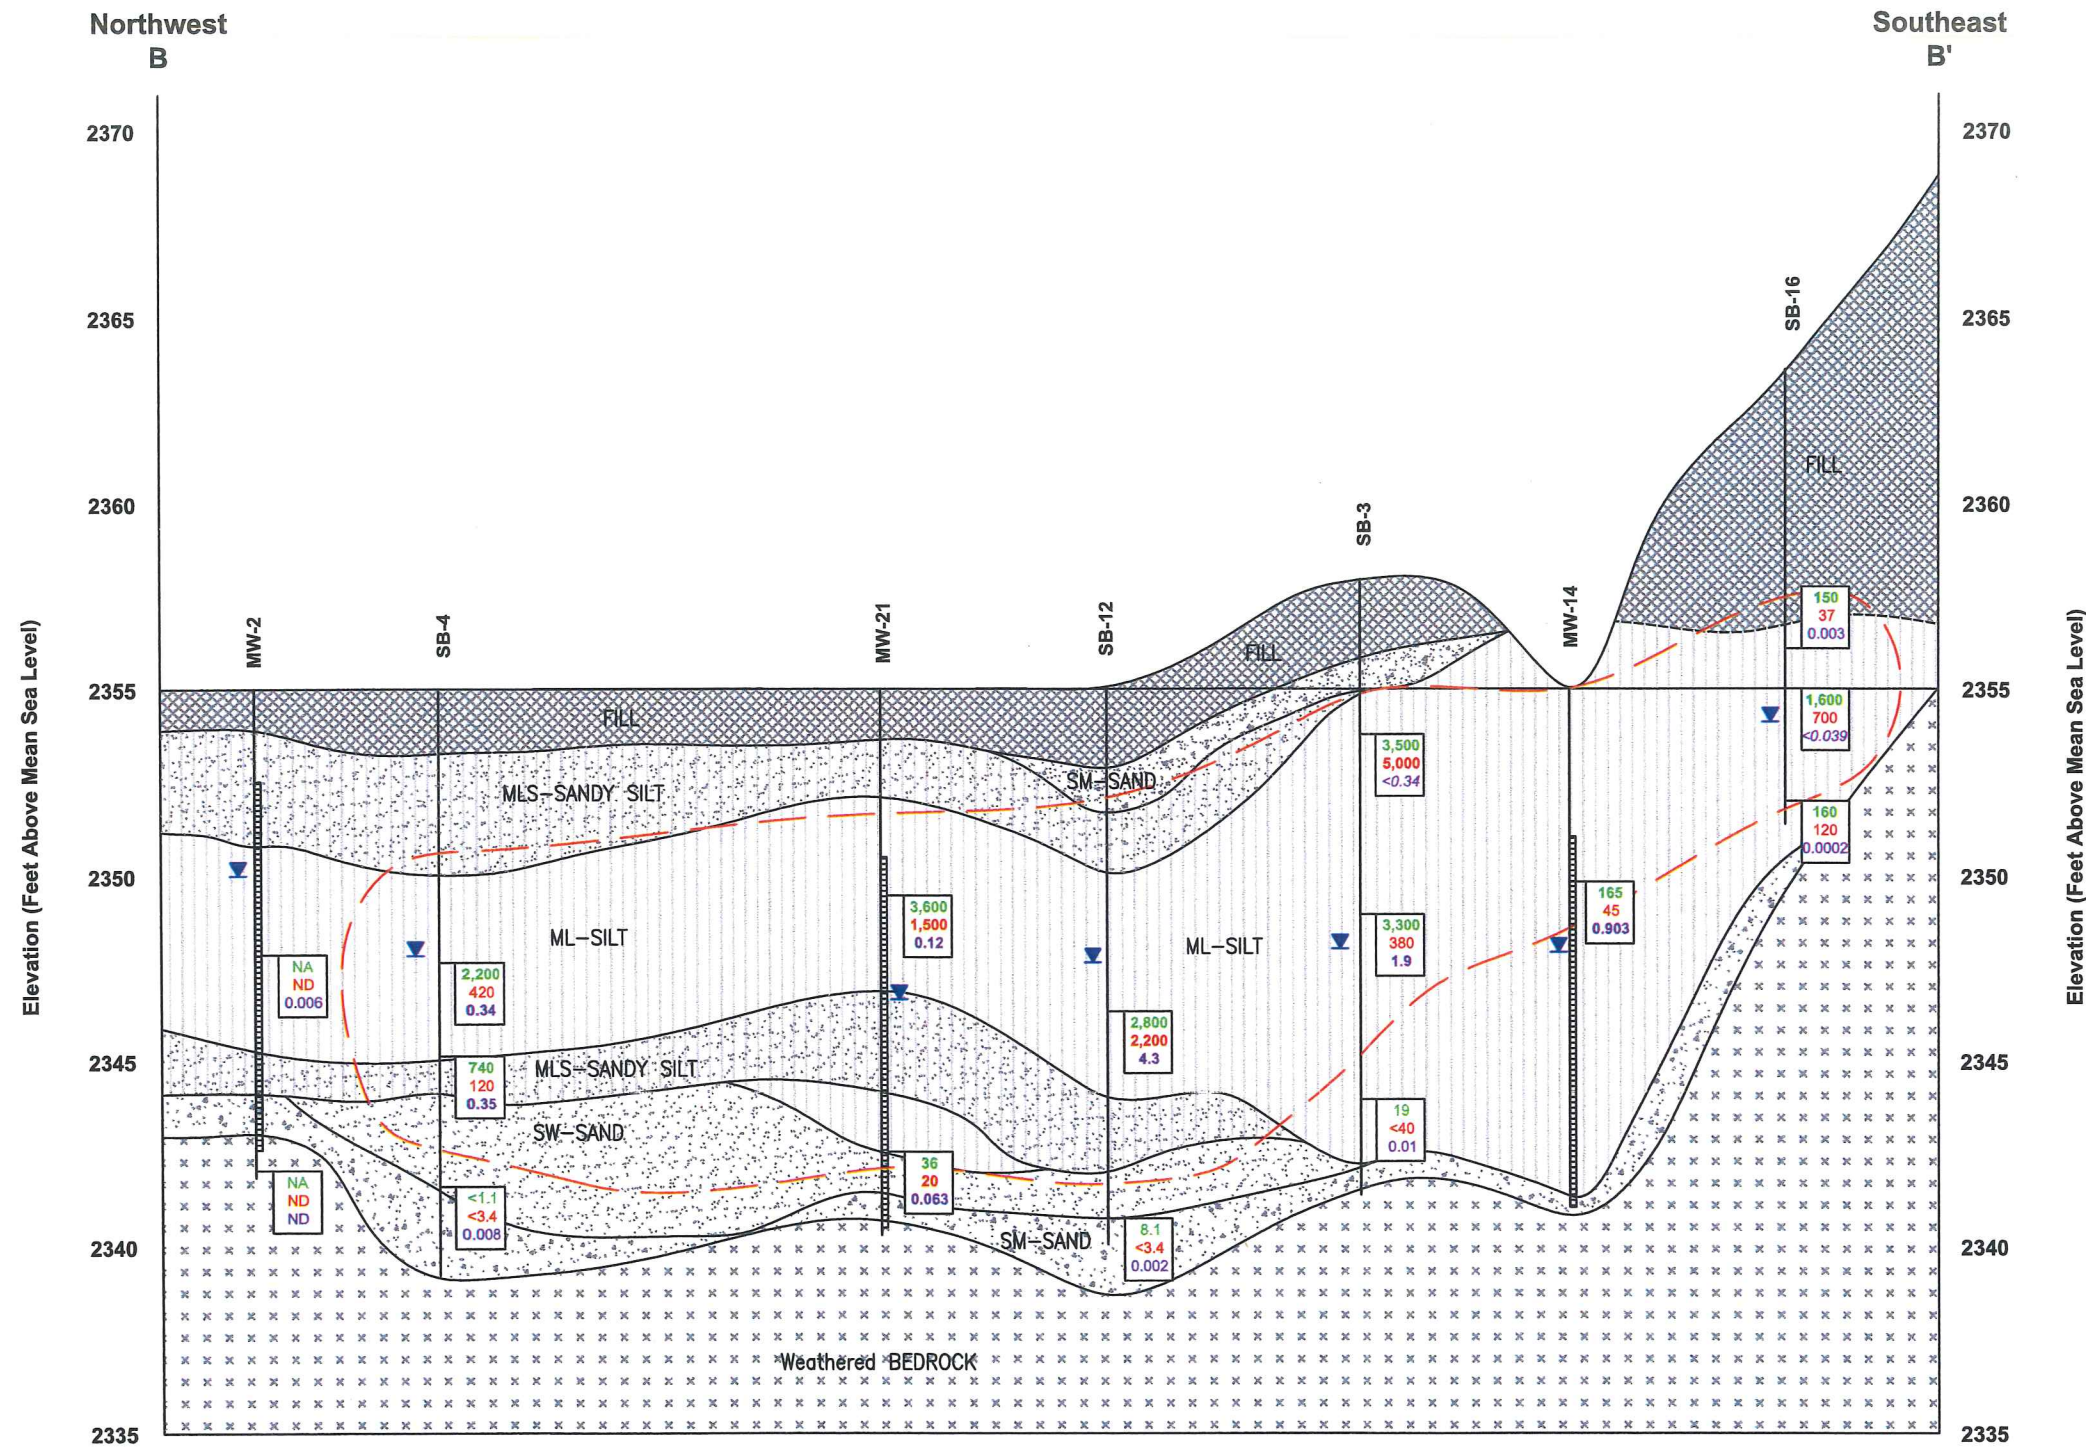 Northwest
B
Southeast
B'
2370
2370
2365
2365
SB-16
FILL
2360
2360
SB-3
MW-2
SB-4
MW-21
SB-12
MW-14
150
37
0.003
FILL
2355
2355
FILL
1,600
700
<0.039
3,500
5,000
<0.34
SM-SAND
MLS-SANDY SILT
160
120
0.0002
2350
2350
165
45
0.903
3,600
1,500
0.12
3,300
380
1.9
ML-SILT
ML-SILT
NA
ND
0.006
2,200
420
0.34
2,800
2,200
4.3
Elevation (Feet Above Mean Sea Level)
Elevation (Feet Above Mean Sea Level)
2345
2345
740
120
0.35
MLS-SANDY SILT
19
<40
0.01
SW-SAND
36
20
0.063
NA
ND
ND
<1.1
<3.4
0.008
8.1
<3.4
0.002
SM-SAND
2340
2340
Weathered BEDROCK
2335
2335